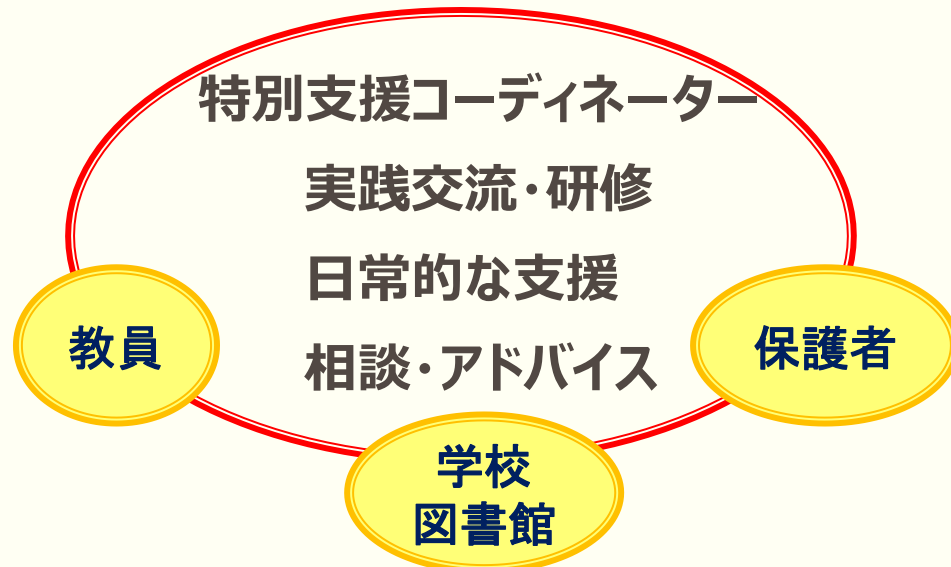 特別支援コーディネーター
実践交流・研修
日常的な支援
相談・アドバイス
教員
保護者
学校
図書館